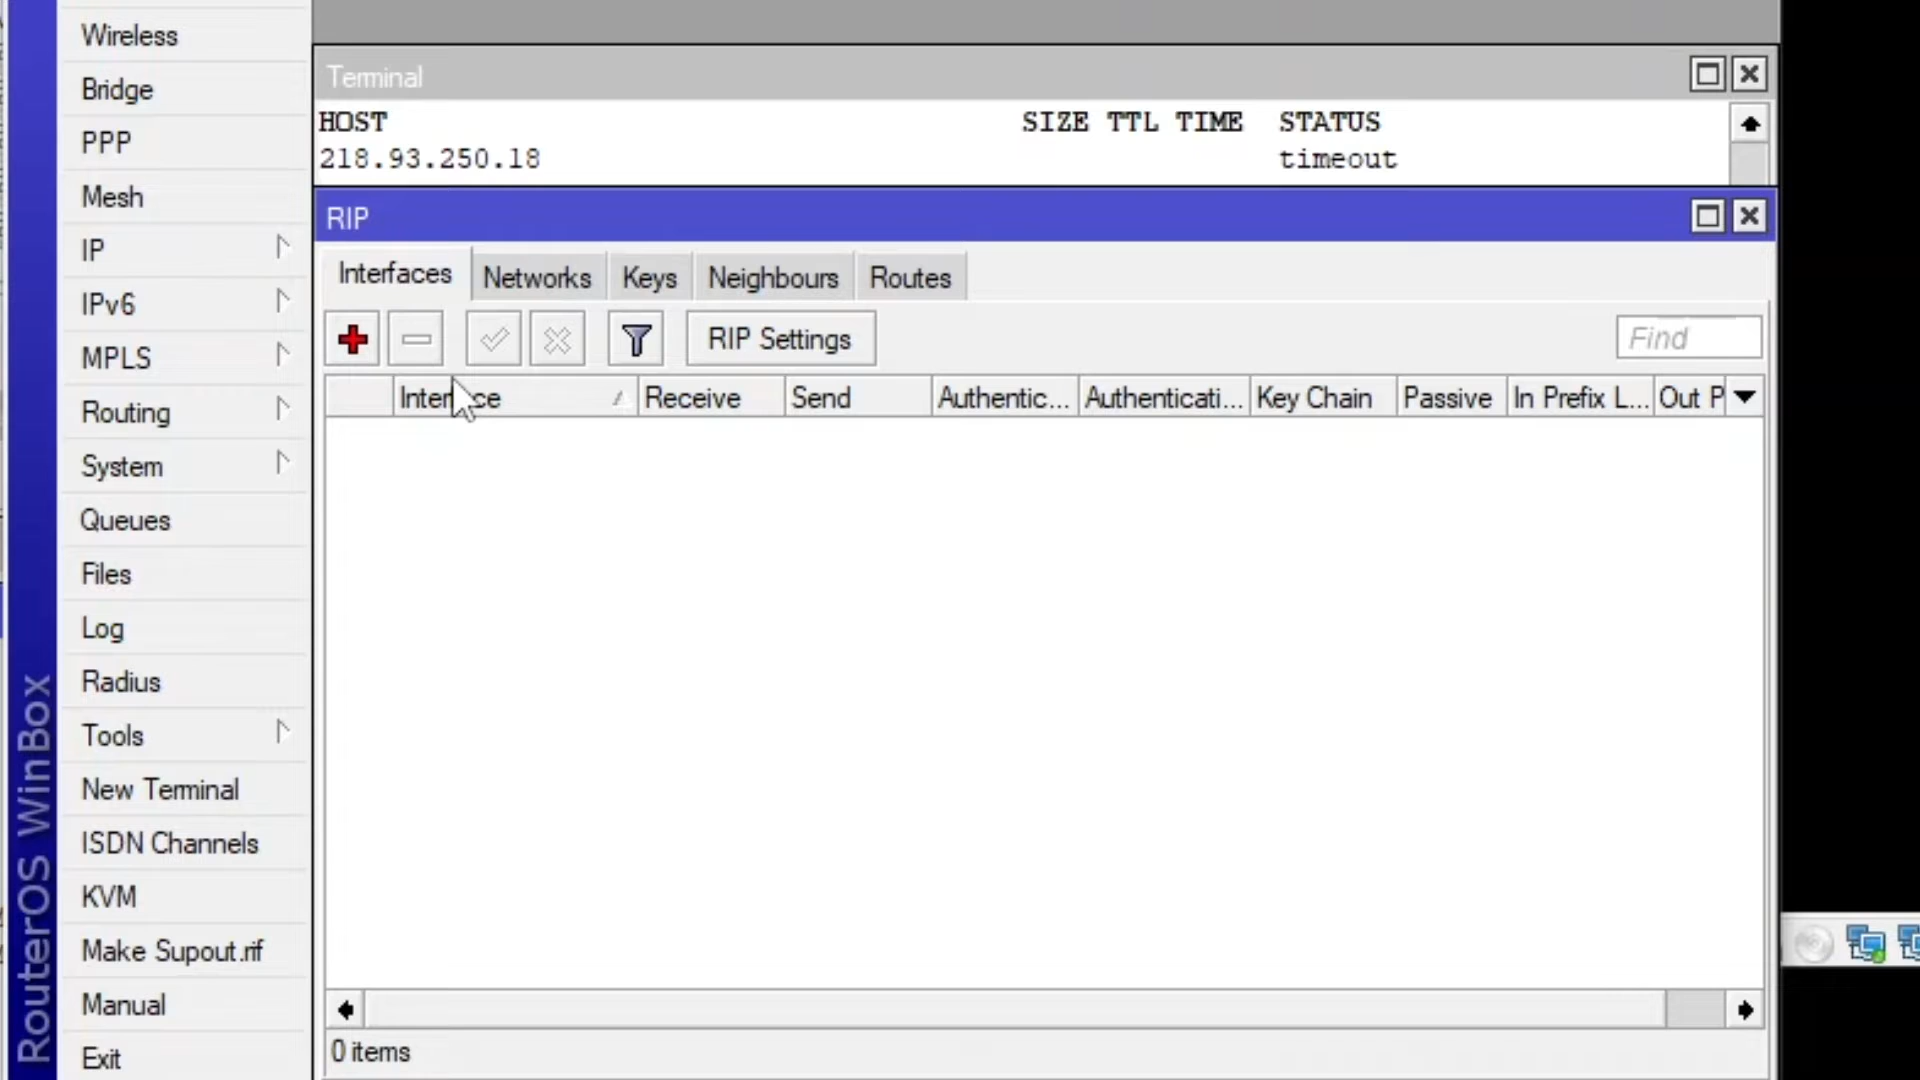 Wireless
Bridge
PPP
Mesh
IP
IPv6
MPLS
Routing
System
Queues
Files
Log
Radius
Tools
New Terminal
ISDN Channels
KVM
Make Supout.rif
Manual
Exit
RouterOS WinBox
Terminal
HOST SIZE TTL TIME STATUS
218.93.250.18 timeout
RIP
Interfaces Networks Keys Neighbours Routes
RIP Settings Find
Interface Receive Send Authentic... Authenticati... Key Chain Passive In Prefix L... Out P
0 items